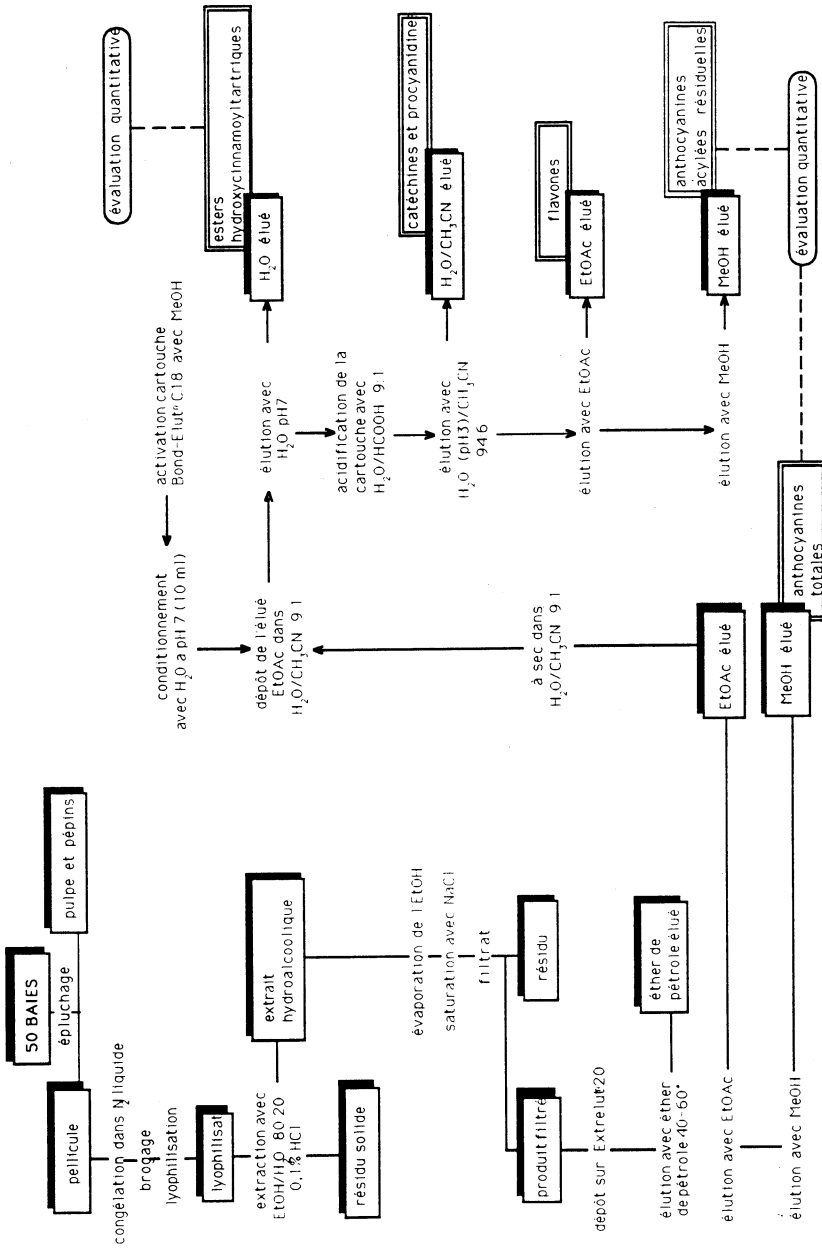 50 BAIES
épluchage
pellicule
pulpe et pépins
congélation dans N₂ liquide
brogage
lyophilisation
lyophilisat
extraction avec
EtOH/H₂O 80 20
0,1% HCl
résidu solide
extrait
hydroalcoolique
évaporation de l'EtOH
saturation avec NaCl
filtrat
résidu
produit filtré
dépôt sur Extrelut 20
élution avec éther
de pétrole 40-60°
éther de
pétrole élué
élution avec EtOAc
élution avec MeOH
EtOAc élué
MeOH élué
anthocyanines
totales
à sec dans
H₂O/CH₃CN 9 1
activation cartouche
Bond-Elut® C18 avec MeOH
conditionnement
avec H₂O a pH 7 (10 ml)
dépôt de l'élué
EtOAc dans
H₂O/CH₃CN 9 1
élution avec
H₂O pH7
H₂O élué
esters
hydroxycinnamoyltartriques
évaluation quantitative
acidification de la
cartouche avec
H₂O/HCOOH 9.1
élution avec
H₂O (pH3)/CH₃CN
946
H₂O/CH₃CN élué
catéchines et procyanidines
élution avec EtOAc
EtOAc élué
flavones
élution avec MeOH
MeOH élué
anthocyanines
acylées résiduelles
évaluation quantitative